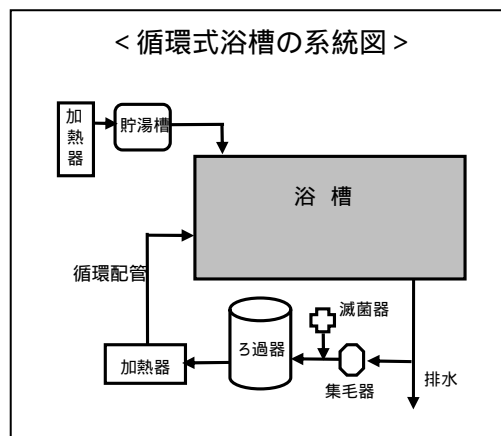 ＜循環式浴槽の系統図＞
加熱器
貯湯槽
浴 槽
循環配管
滅菌器
ろ過器
加熱器
集毛器
排水